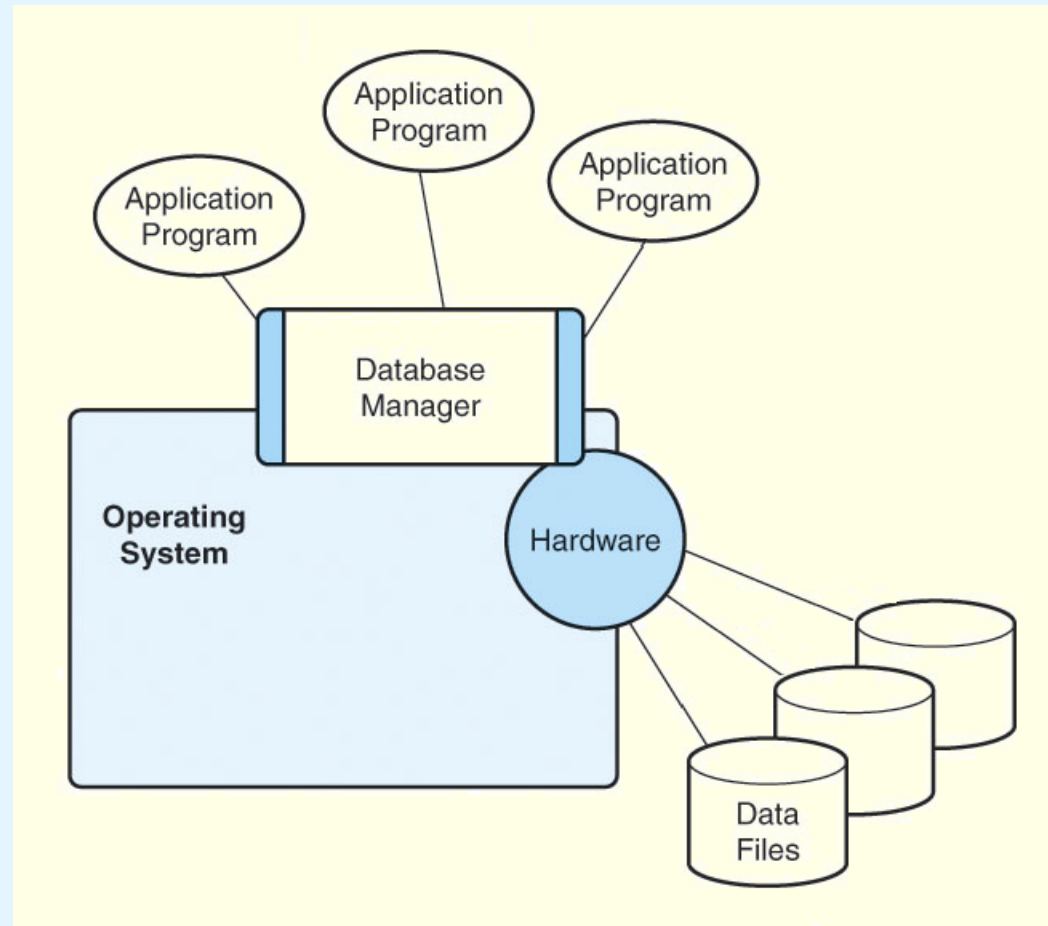 Application
Program
Application
Program
Application
Program
Database
Manager
Operating
System
Hardware
Data
Files